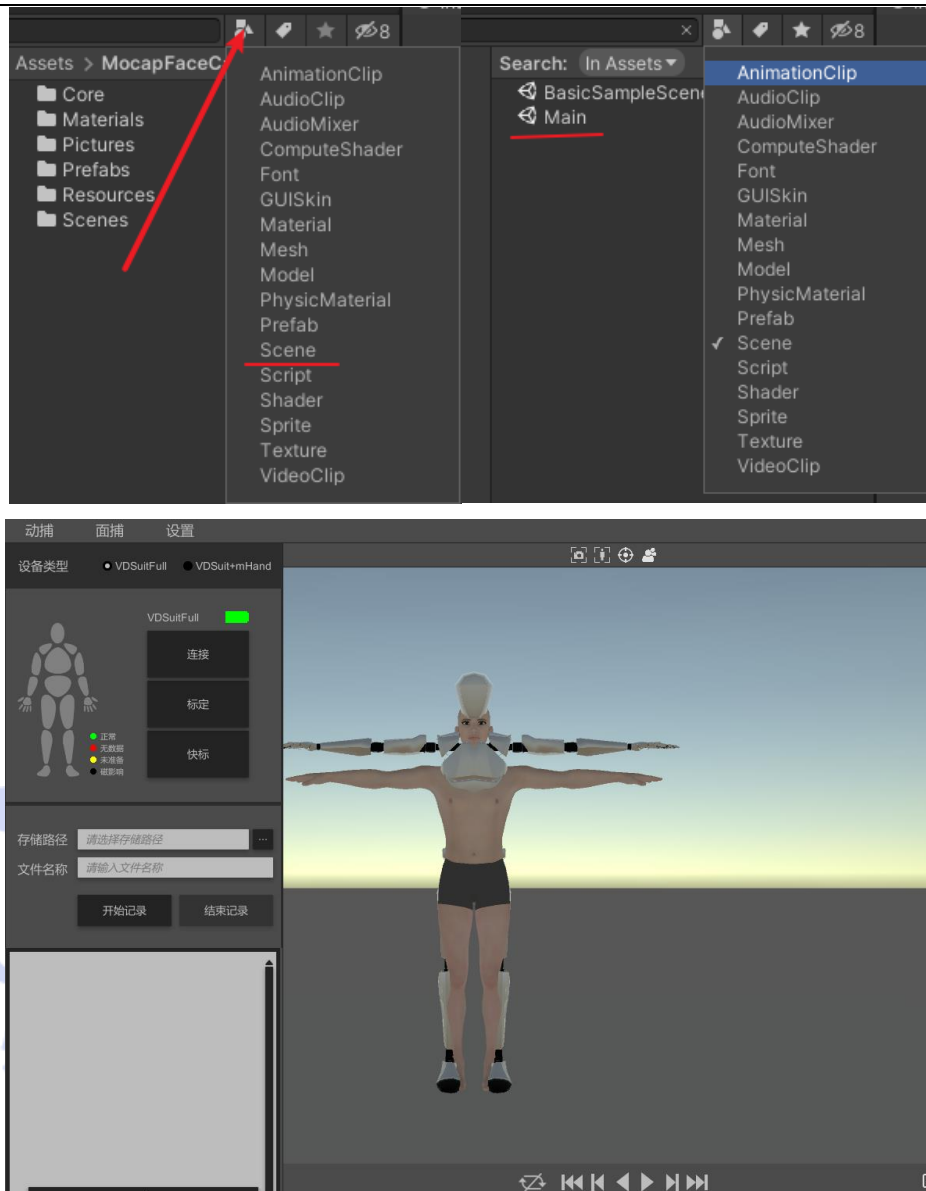 8
Assets > MocapFaceC
Core
Materials
Pictures
Prefabs
Resources
Scenes
AnimationClip
AudioClip
AudioMixer
ComputeShader
Font
GUISkin
Material
Mesh
Model
PhysicMaterial
Prefab
Scene
Script
Shader
Sprite
Texture
VideoClip
8
Search: In Assets
BasicSampleScene
Main
AnimationClip
AudioClip
AudioMixer
ComputeShader
Font
GUISkin
Material
Mesh
Model
PhysicMaterial
Prefab
Scene
Script
Shader
Sprite
Texture
VideoClip
动捕 面捕 设置
设备类型 VDSuitFull VDSuit+mHand
VDSuitFull
连接
标定
快标
正常
无数据
未准备
磁影响
存储路径 请选择存储路径 ...
文件名称 请输入文件名称
开始记录 结束记录